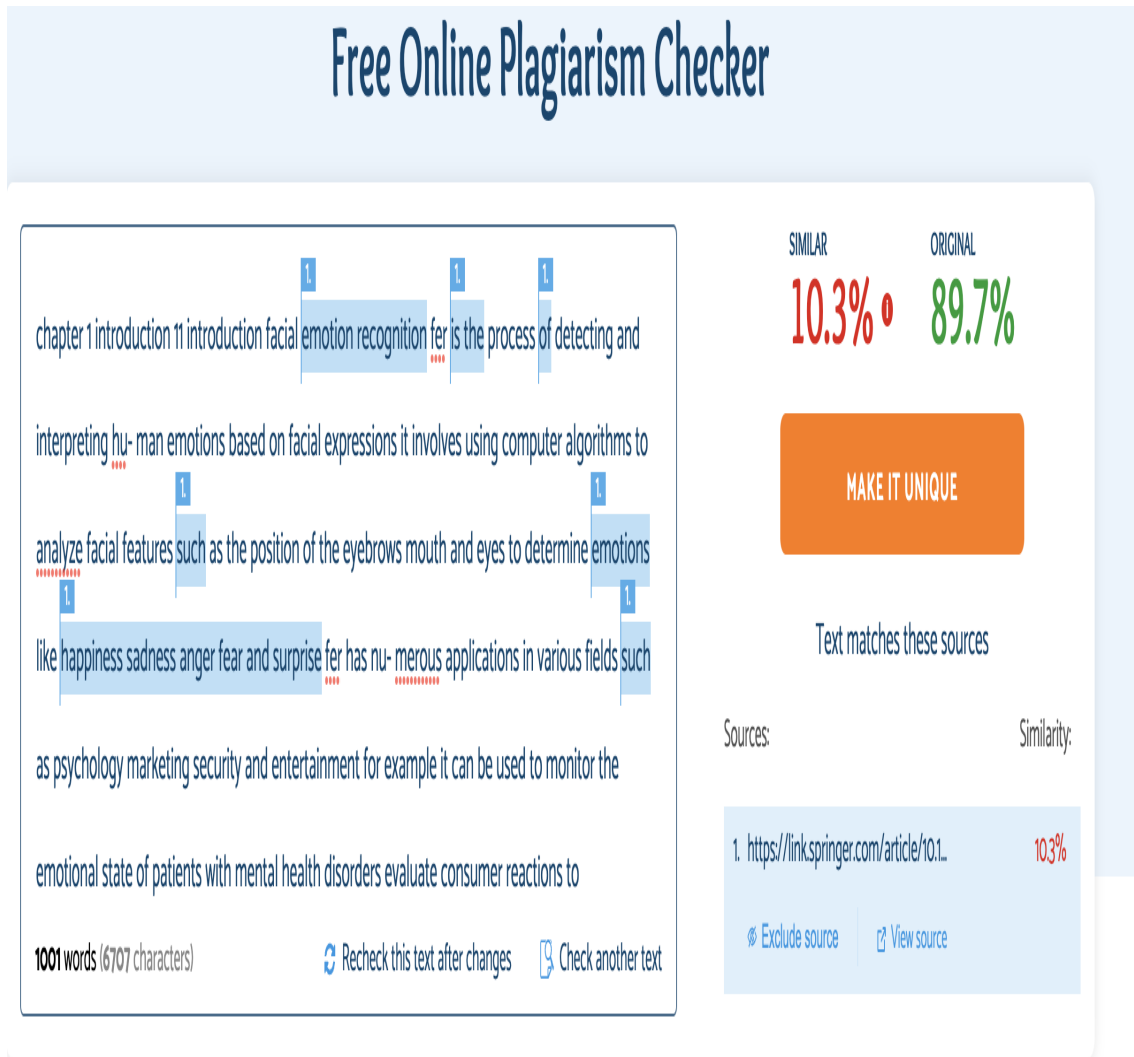 Free Online Plagiarism Checker
SIMILAR
ORIGINAL
10.3%
89.7%
1.
1.
1.
chapter 1 introduction 11 introduction facial emotion recognition fer is the process of detecting and
interpreting hu- man emotions based on facial expressions it involves using computer algorithms to
1.
1.
analyze facial features such as the position of the eyebrows mouth and eyes to determine emotions
1.
1.
like happiness sadness anger fear and surprise fer has nu- merous applications in various fields such
as psychology marketing security and entertainment for example it can be used to monitor the
emotional state of patients with mental health disorders evaluate consumer reactions to
1001 words (6707 characters)
Recheck this text after changes
Check another text
MAKE IT UNIQUE
Text matches these sources
Sources:
Similarity:
1. https://link.springer.com/article/10.1...
10.3%
Exclude source
View source